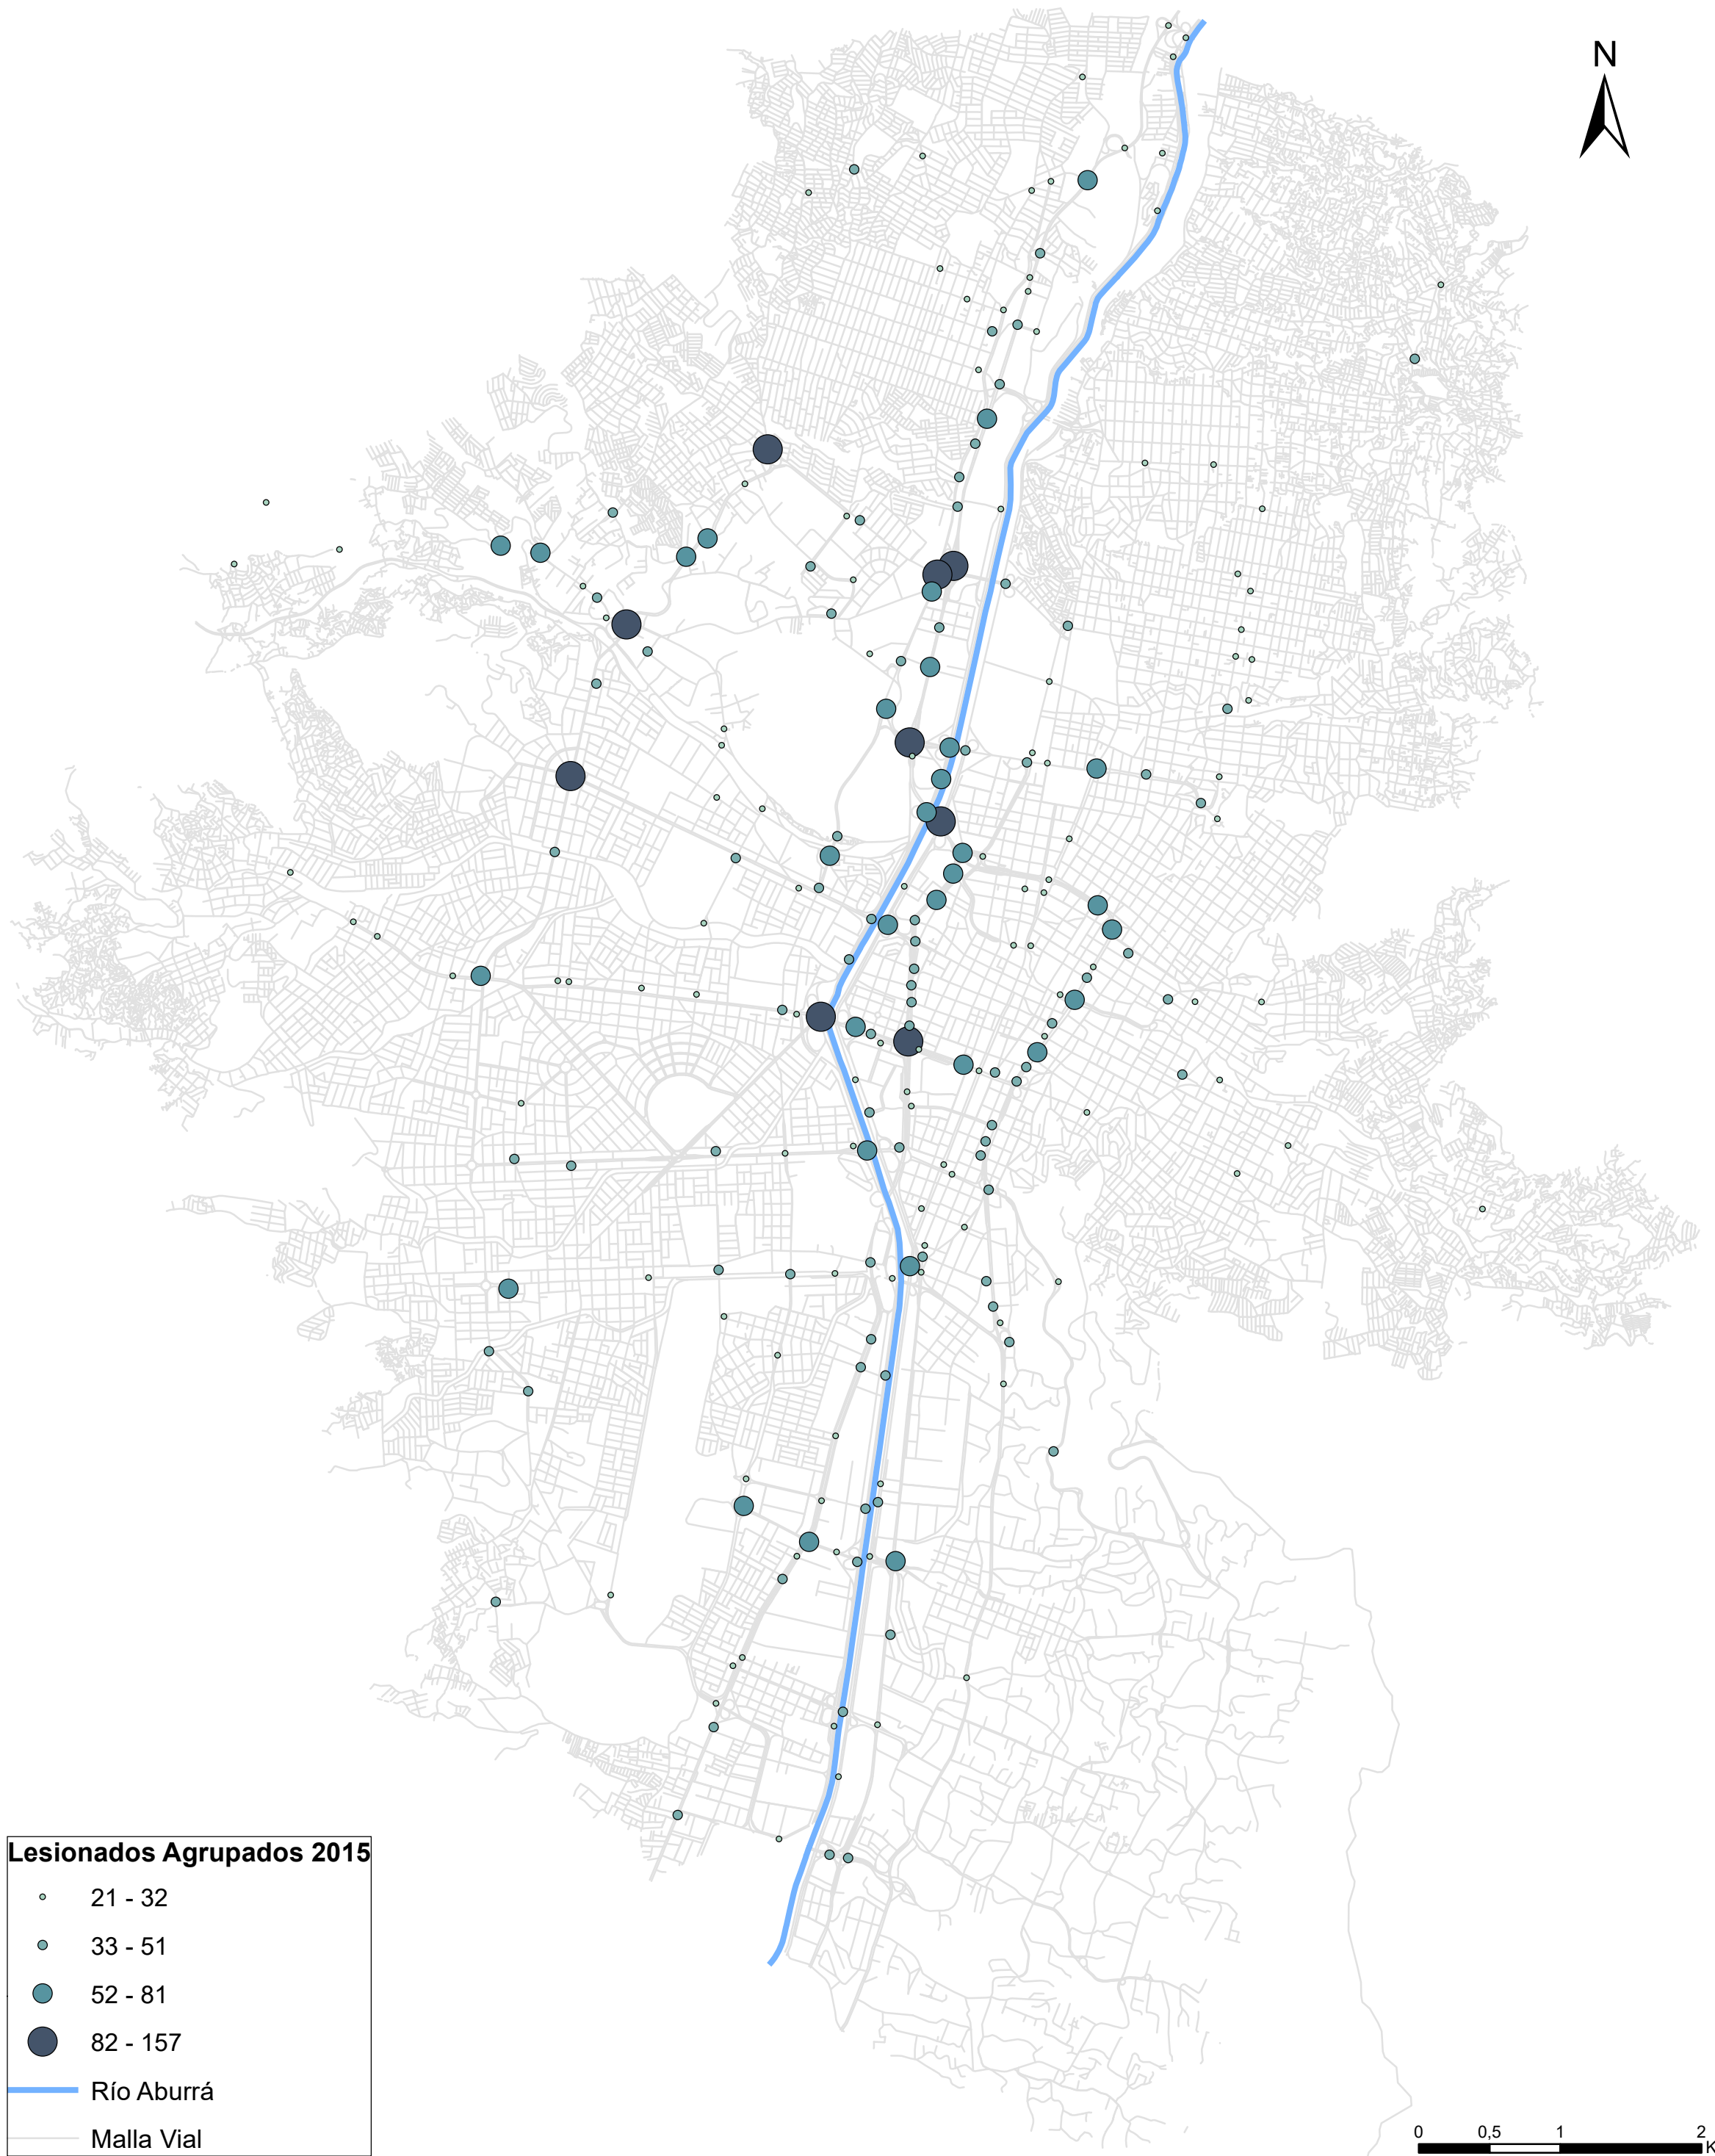 N
Lesionados Agrupados 2015
21 - 32
33 - 51
52 - 81
82 - 157
Río Aburrá
Malla Vial
0 0,5 1 2
K